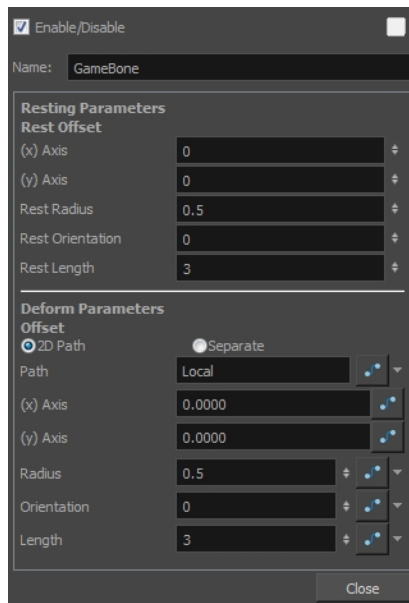 Enable/Disable
Name: GameBone
Resting Parameters
Rest Offset
(x) Axis 0
(y) Axis 0
Rest Radius 0.5
Rest Orientation 0
Rest Length 3
Deform Parameters
Offset
2D Path Separate
Path Local
(x) Axis 0.0000
(y) Axis 0.0000
Radius 0.5
Orientation 0
Length 3
Close